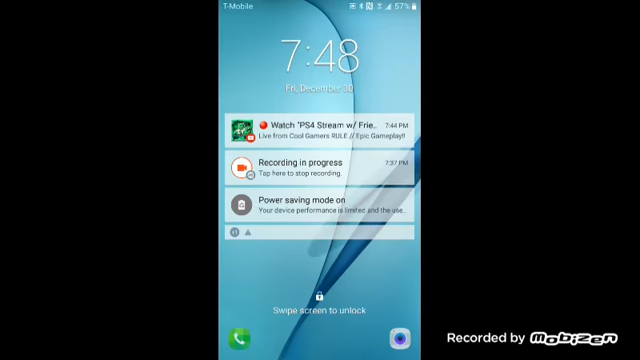 T-Mobile 57%
7:48
Fri, December 30
Watch "PS4 Stream w/ Frie.. 7:44 PM
Live from Cool Gamers RULE // Epic Gameplay!!
Recording in progress 7:37 PM
Tap here to stop recording.
Power saving mode on
Your device performance is limited and the use..
Swipe screen to unlock
Recorded by mobizen